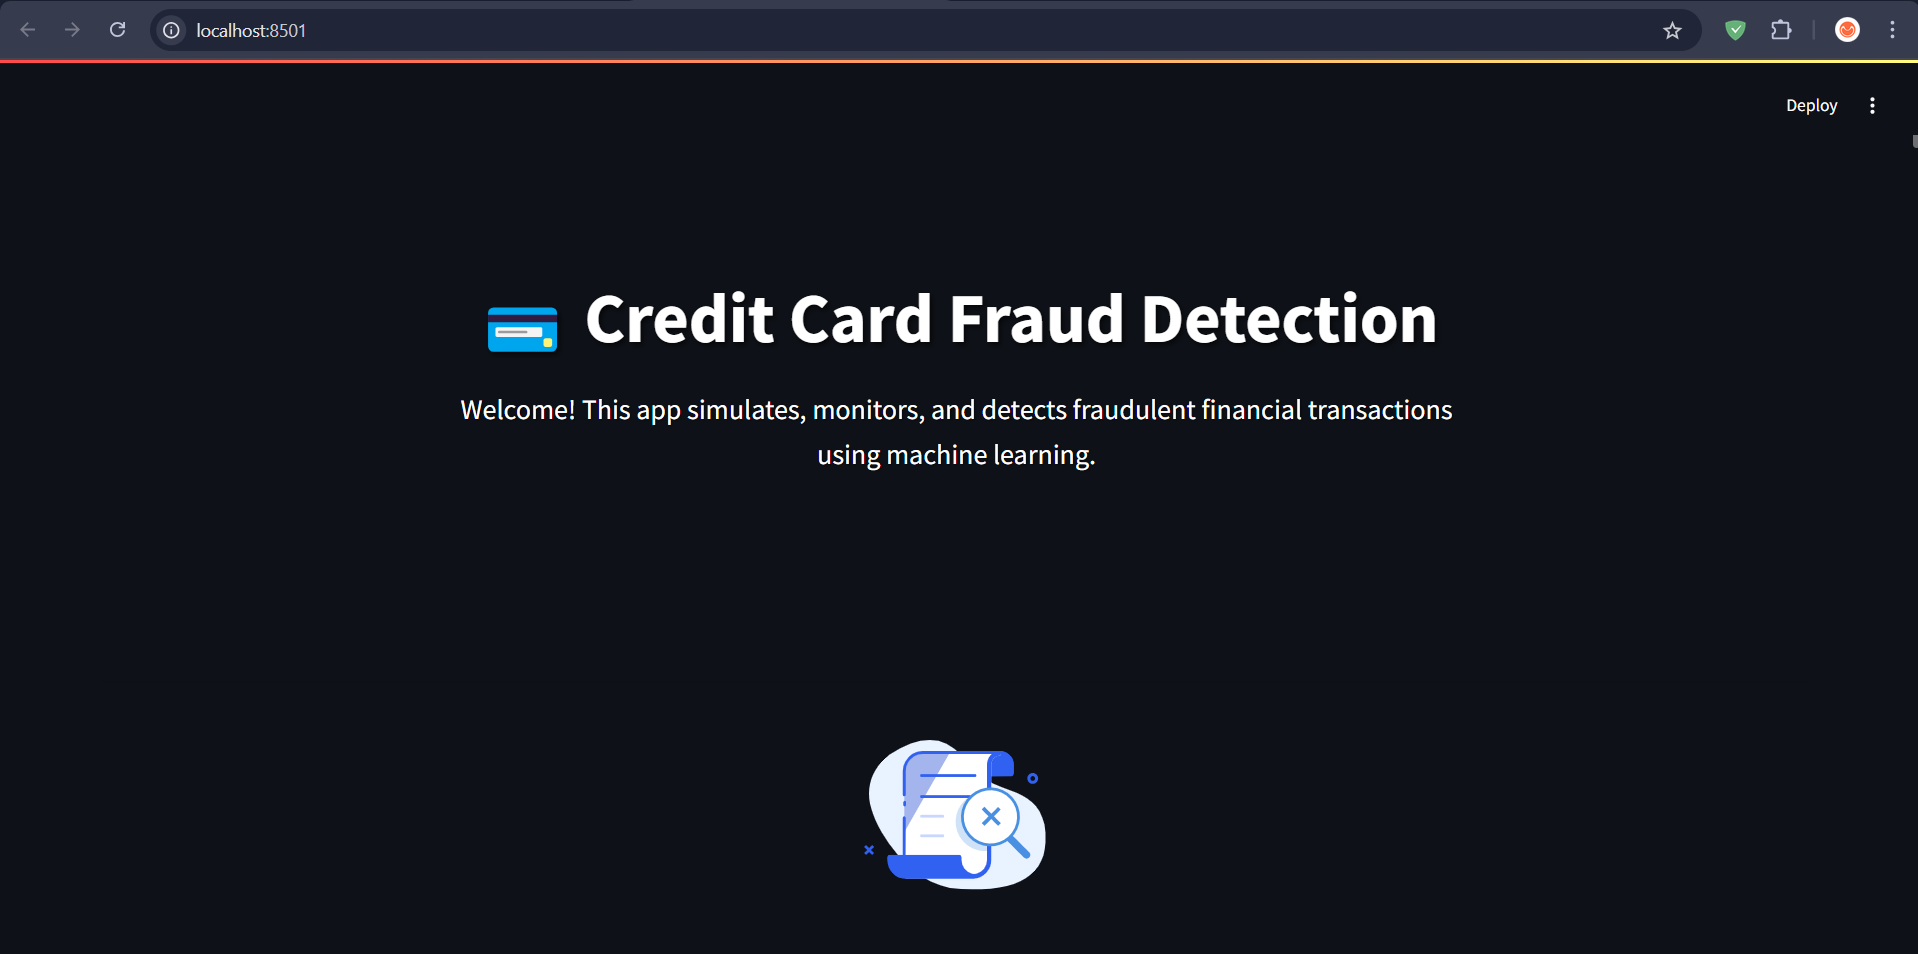 localhost:8501
Deploy
Credit Card Fraud Detection
Welcome! This app simulates, monitors, and detects fraudulent financial transactions
using machine learning.